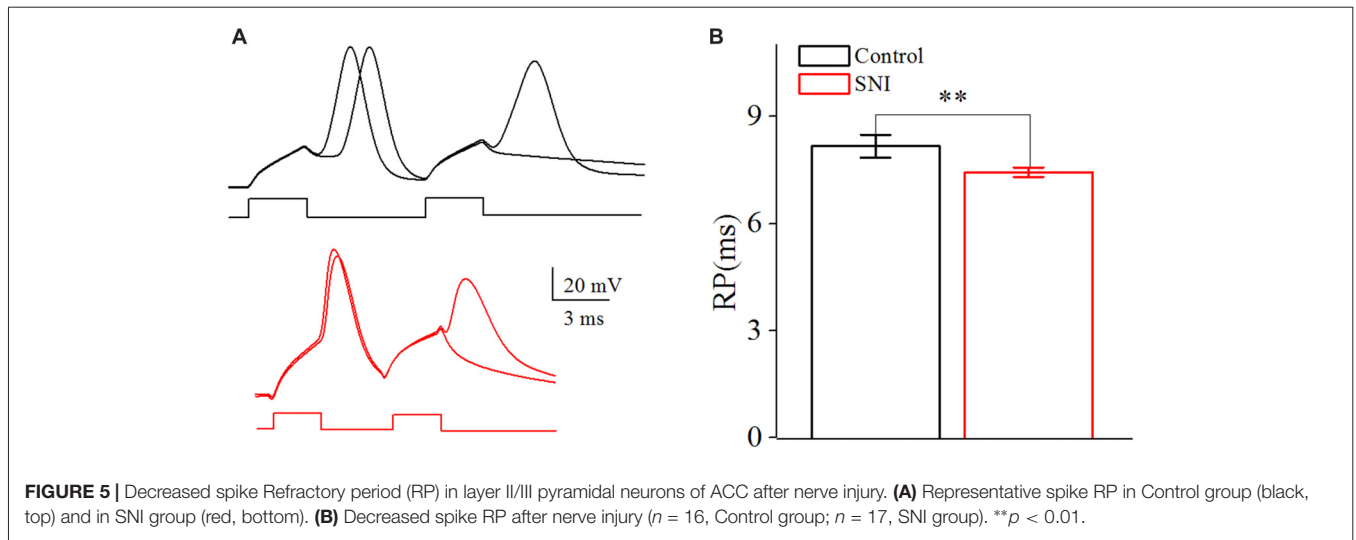 A
20 mV
3 ms
B
Control
SNI
**
9
6
3
0
RP(ms)
FIGURE 5 | Decreased spike Refractory period (RP) in layer II/III pyramidal neurons of ACC after nerve injury. (A) Representative spike RP in Control group (black,
top) and in SNI group (red, bottom). (B) Decreased spike RP after nerve injury (n = 16, Control group; n = 17, SNI group). **p < 0.01.